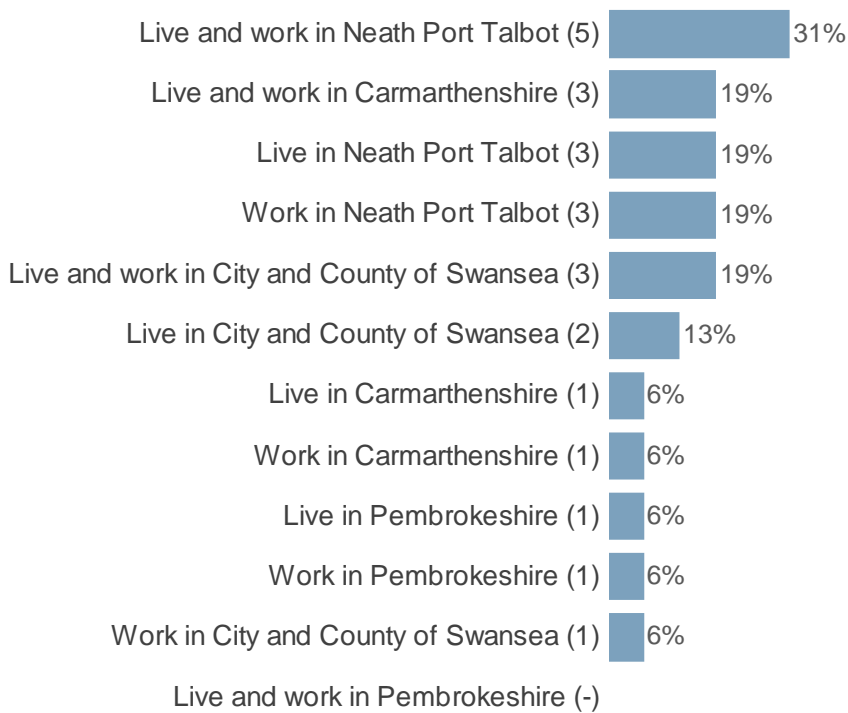 Live and work in Neath Port Talbot (5) 31%
Live and work in Carmarthenshire (3) 19%
Live in Neath Port Talbot (3) 19%
Work in Neath Port Talbot (3) 19%
Live and work in City and County of Swansea (3) 19%
Live in City and County of Swansea (2) 13%
Live in Carmarthenshire (1) 6%
Work in Carmarthenshire (1) 6%
Live in Pembrokeshire (1) 6%
Work in Pembrokeshire (1) 6%
Work in City and County of Swansea (1) 6%
Live and work in Pembrokeshire (-)